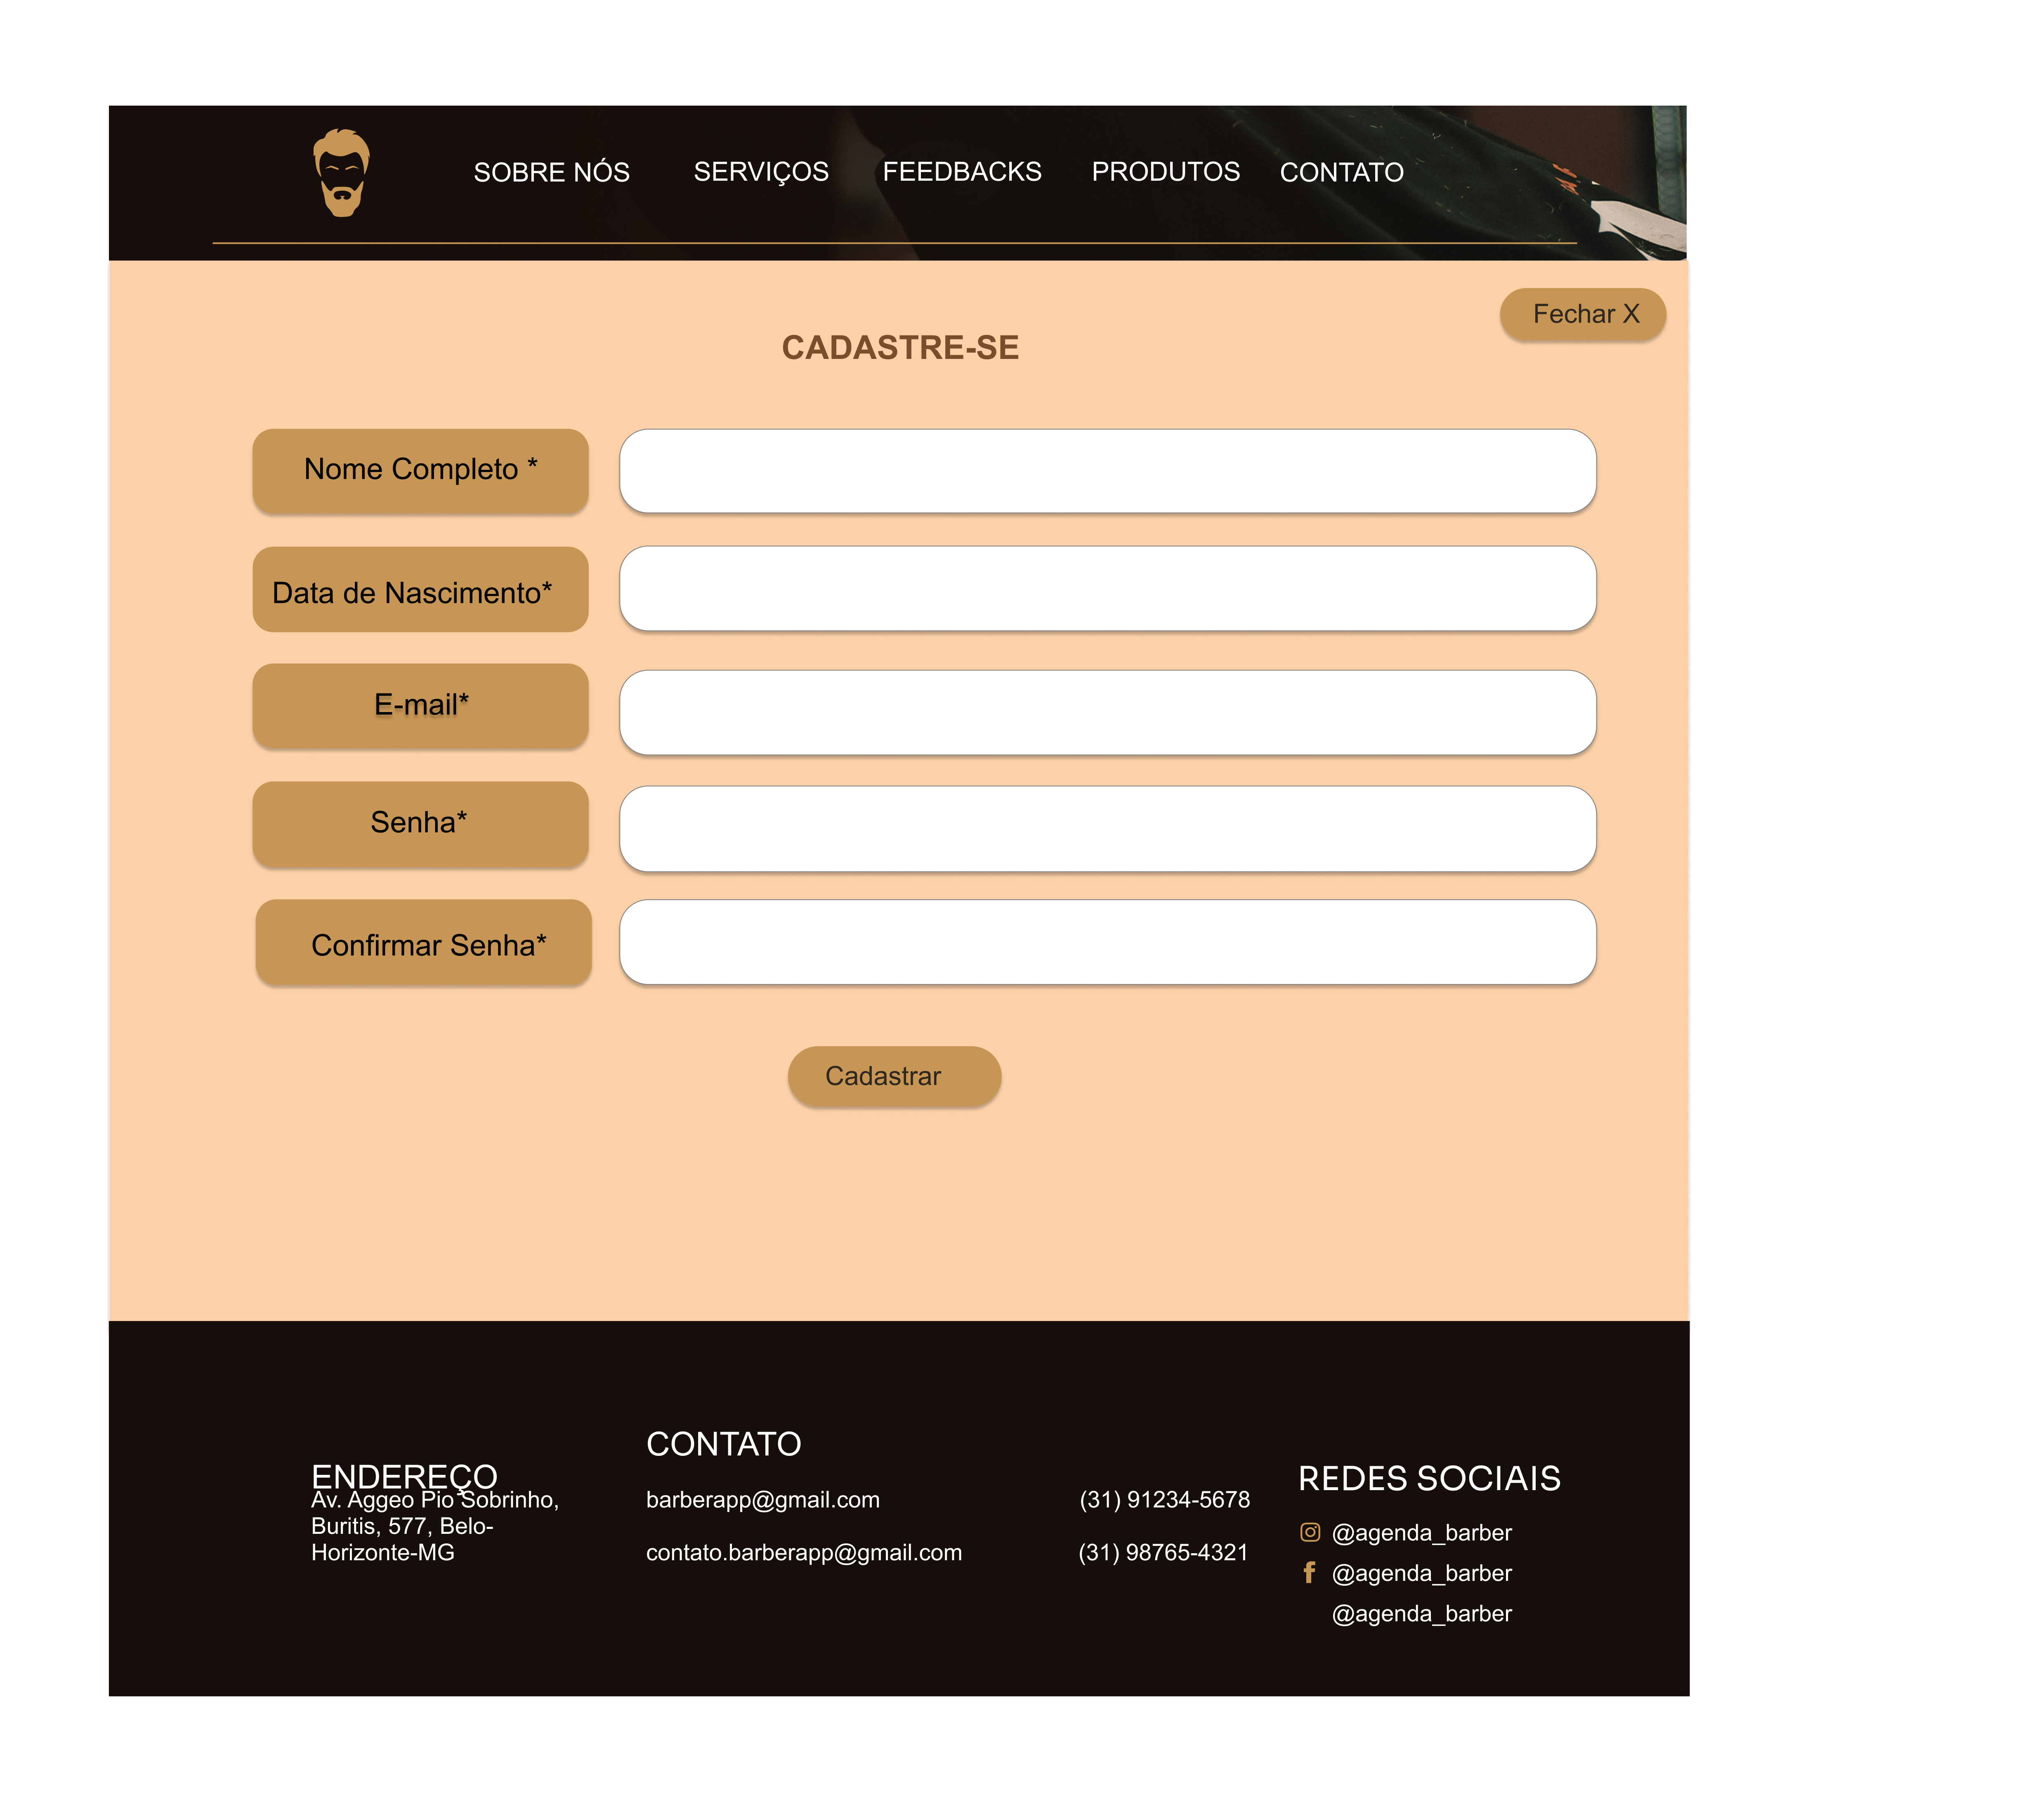 SOBRE NÓS SERVIÇOS FEEDBACKS PRODUTOS CONTATO
Fechar X
CADASTRE-SE
Nome Completo *
Data de Nascimento*
E-mail*
Senha*
Confirmar Senha*
Cadastrar
ENDEREÇO
Av. Aggeo Pio Sobrinho,
Buritis, 577, Belo-
Horizonte-MG
CONTATO
barberapp@gmail.com (31) 91234-5678
contato.barberapp@gmail.com (31) 98765-4321
REDES SOCIAIS
@agenda_barber
@agenda_barber
@agenda_barber